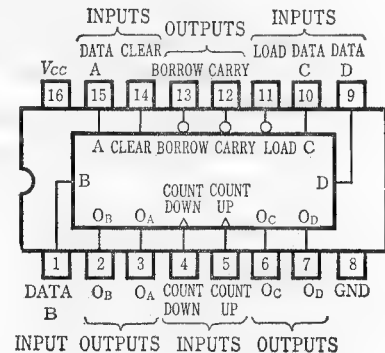 INPUTS INPUTS
OUTPUTS
DATA CLEAR LOAD DATA DATA
Vcc A BORROW CARRY C D
16 15 14 13 12 11 10 9
A CLEAR BORROW CARRY LOAD C
B D
COUNT COUNT
OB OA DOWN UP OC OD
1 2 3 4 5 6 7 8
DATA OB OA COUNT COUNT OC OD GND
B DOWN UP
INPUT OUTPUTS INPUTS OUTPUTS